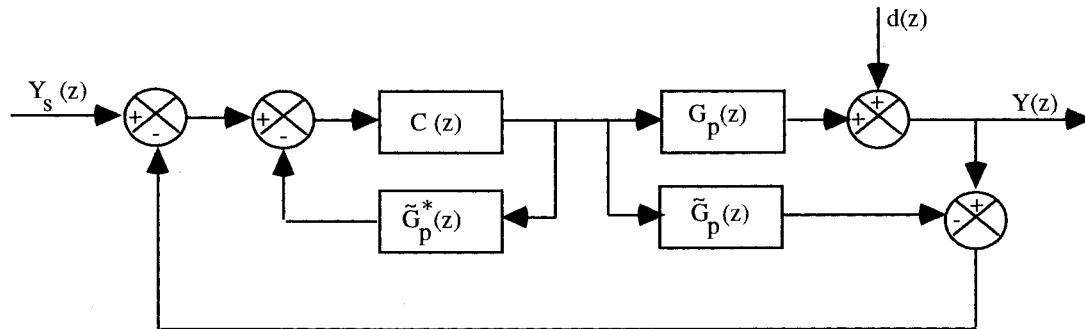 d(z)
Y_s(z)
Y(z)
+
-
+
-
C(z)
G_p(z)
+
+
G̃_p^*(z)
G̃_p(z)
+
-